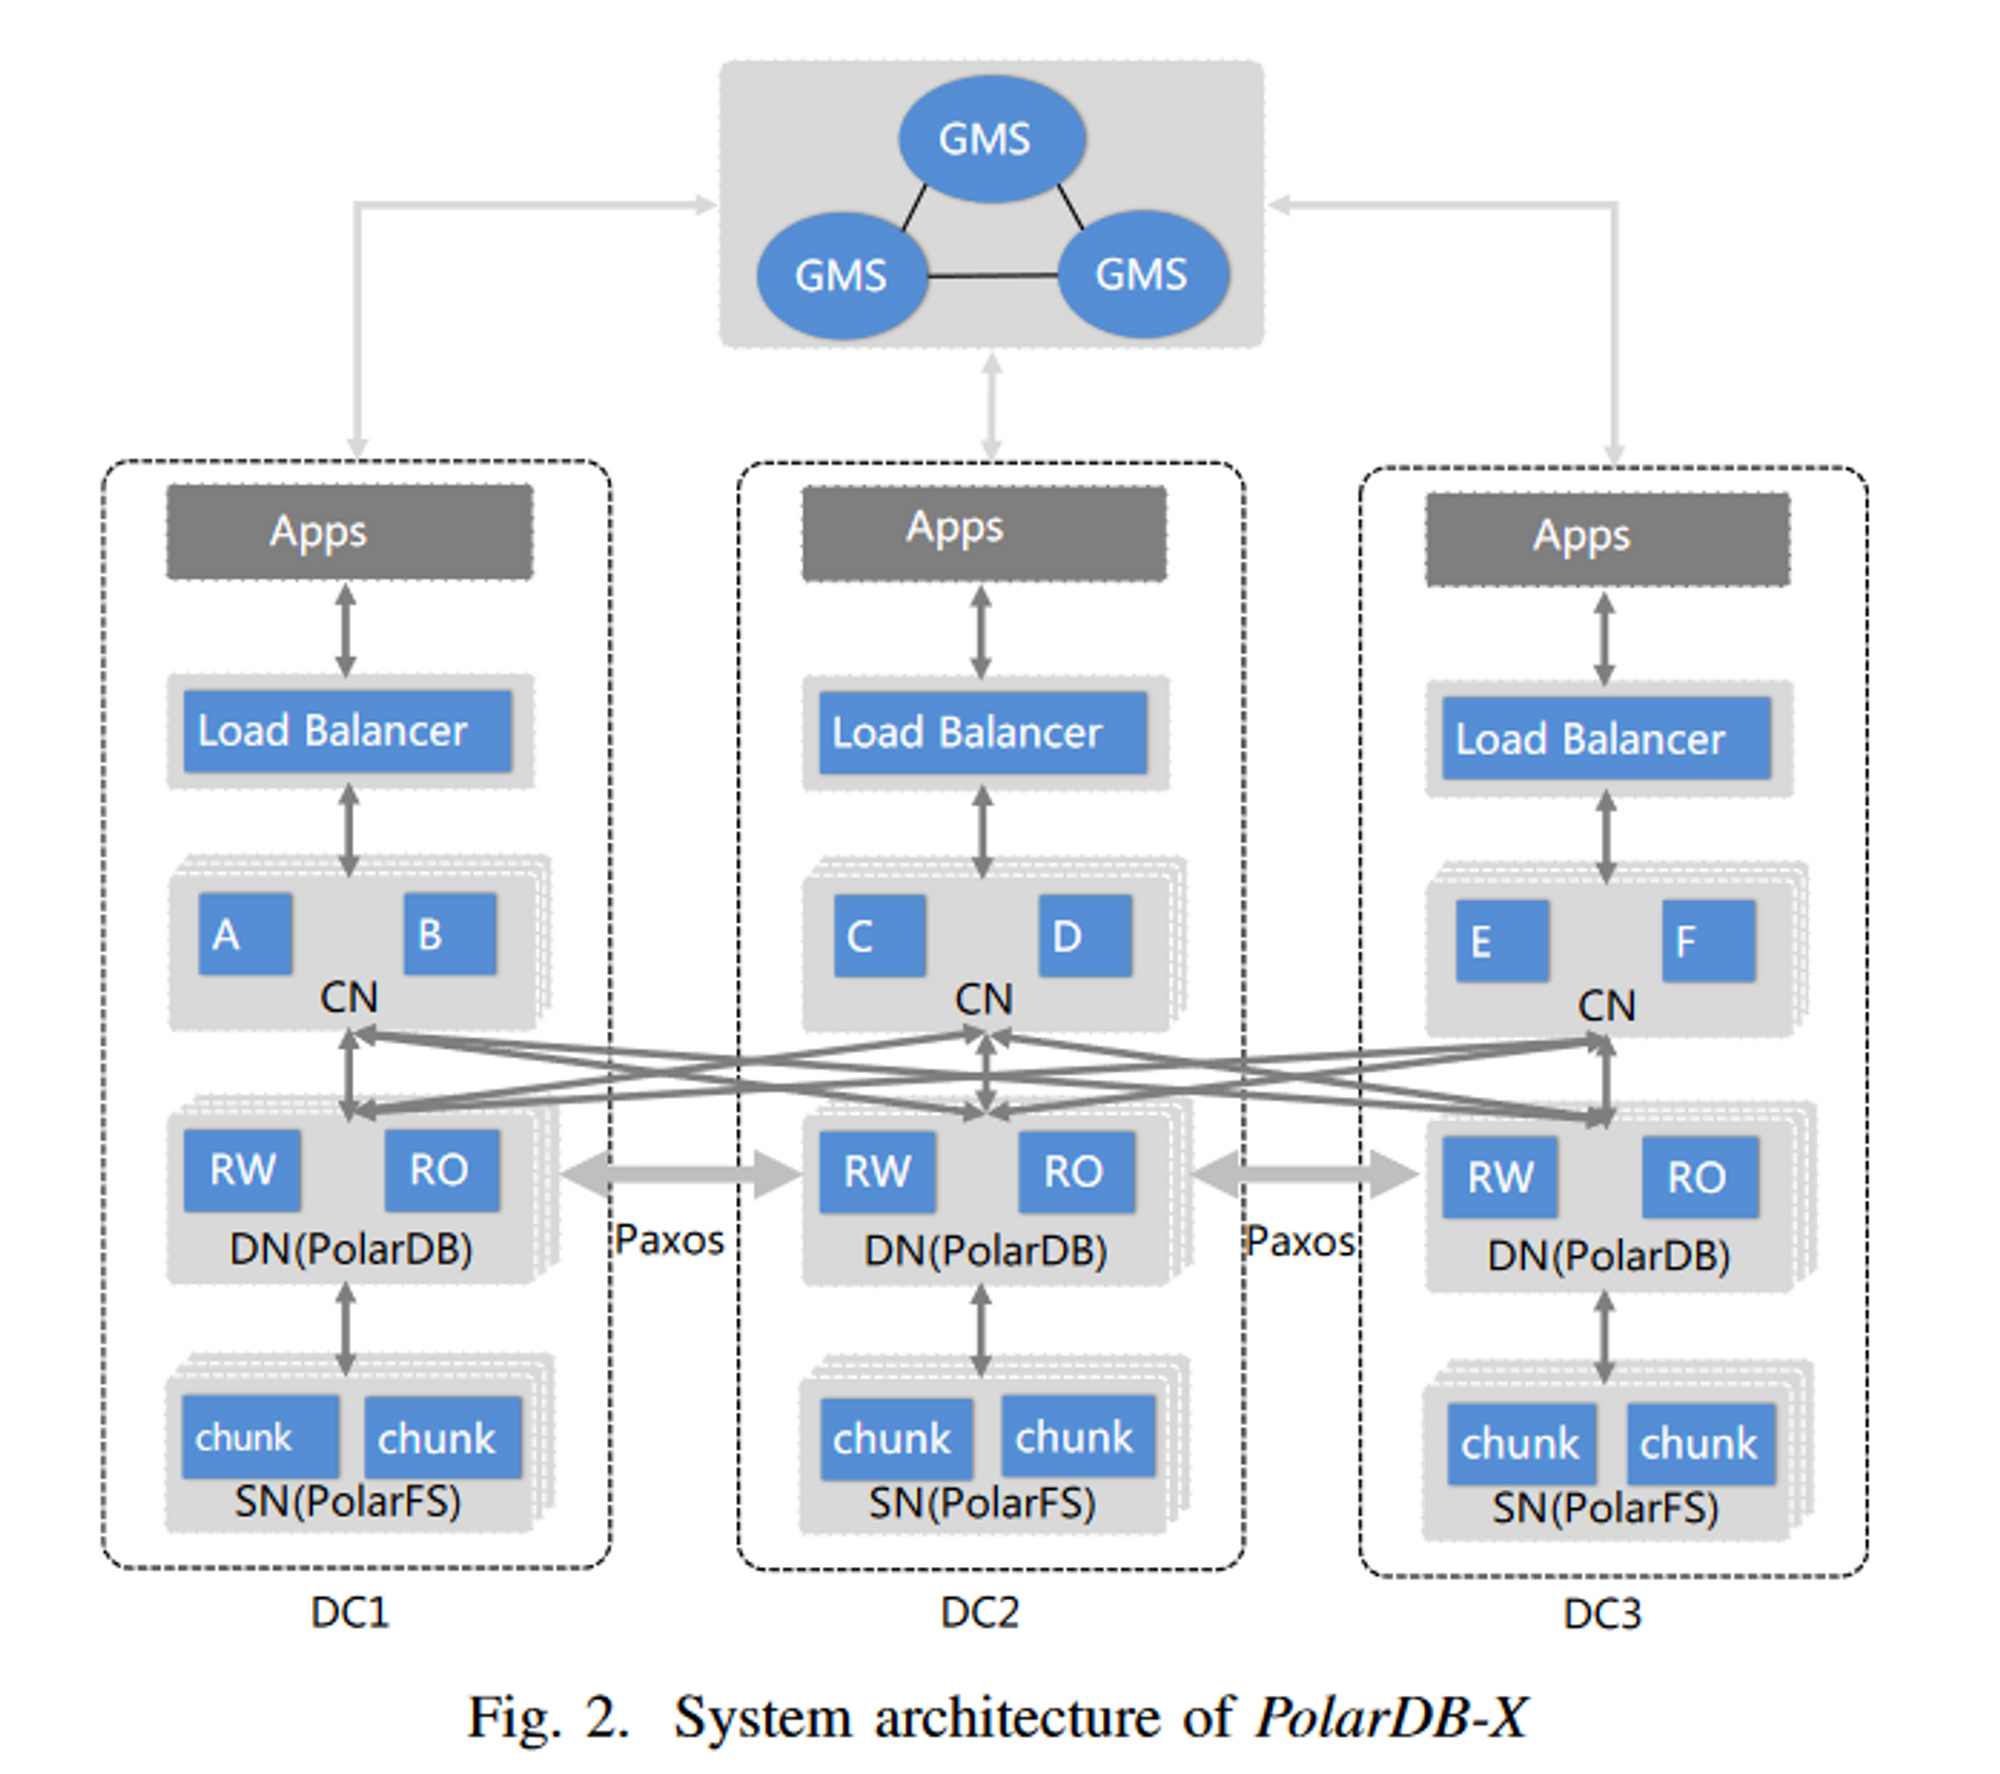 GMS
GMS GMS
Apps Apps Apps
Load Balancer Load Balancer Load Balancer
A B C D E F
CN CN CN
RW RO RW RO RW RO
DN(PolarDB) Paxos DN(PolarDB) Paxos DN(PolarDB)
chunk chunk chunk chunk chunk chunk
SN(PolarFS) SN(PolarFS) SN(PolarFS)
DC1 DC2 DC3
Fig. 2. System architecture of PolarDB-X